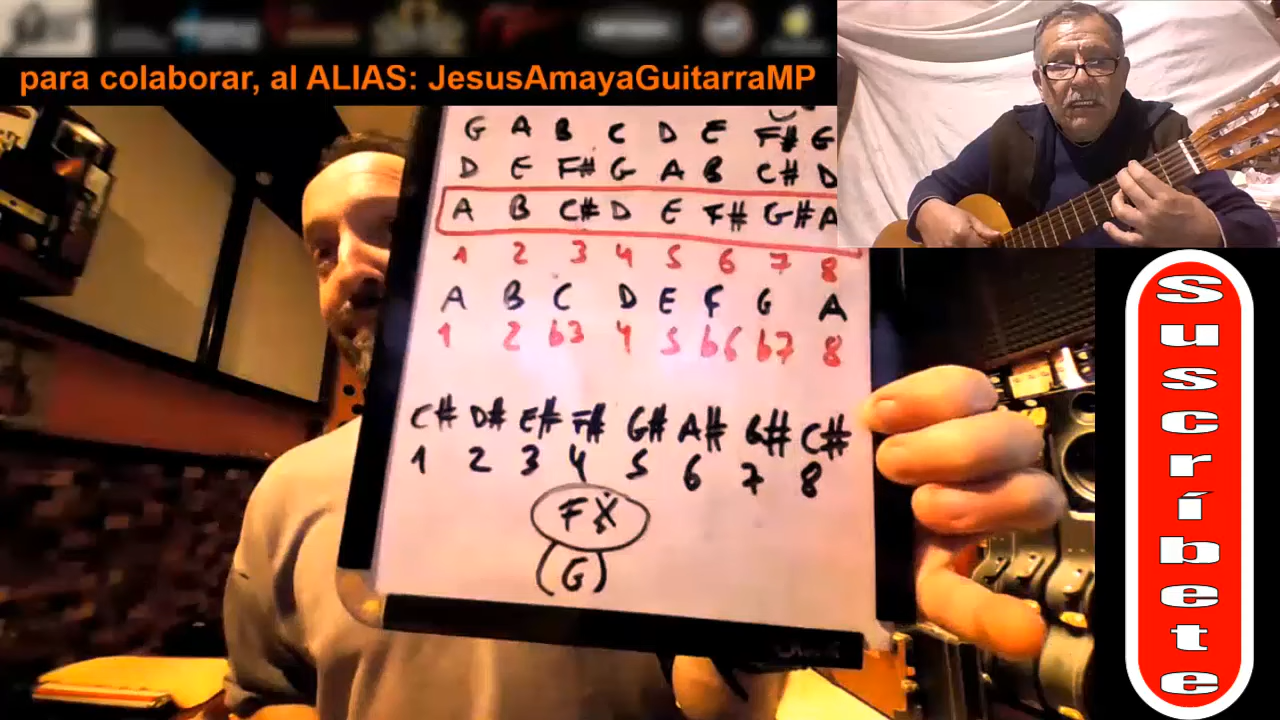 para colaborar, al ALIAS: JesusAmayaGuitarraMP
G A B C D E F# G
D E F# G A B C# D
A B C# D E F# G# A
1 2 3 4 5 6 7 8
A B C D E F G A
1 2 b3 4 5 b6 b7 8
C# D# E# F# G# A# B# C#
1 2 3 4 5 6 7 8
FX
(G)
Suscríbete